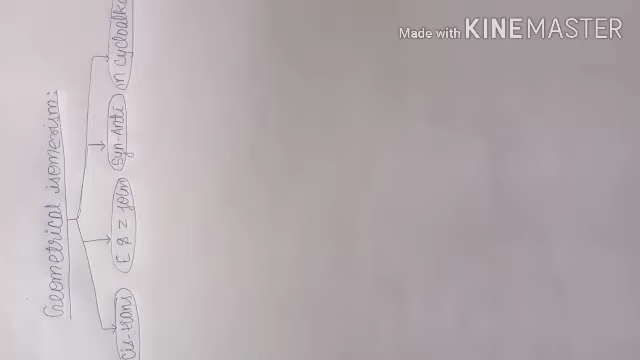 Geometrical isomerism:
Cis-trans
E & Z form
Syn-Anti
in cycloalka
Made with KINEMASTER